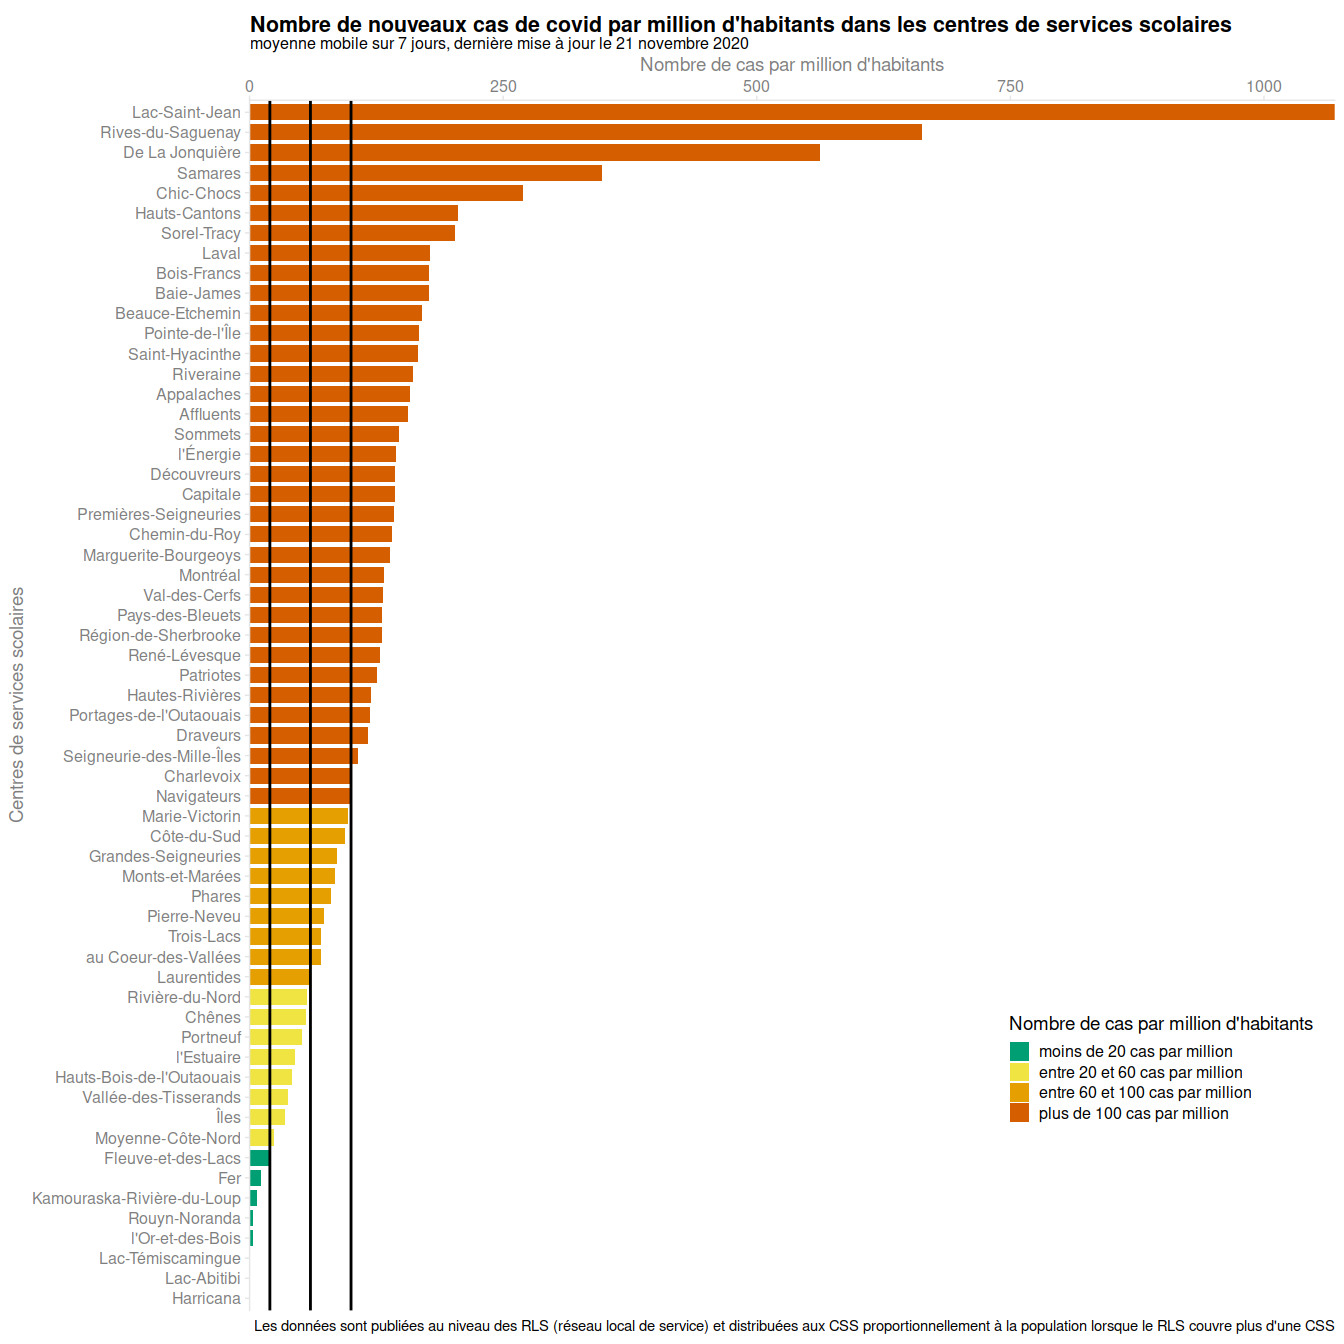 Nombre de nouveaux cas de covid par million d'habitants dans les centres de services scolaires
moyenne mobile sur 7 jours, dernière mise à jour le 21 novembre 2020
Nombre de cas par million d'habitants
0 250 500 750 1000
Centres de services scolaires
Lac-Saint-Jean
Rives-du-Saguenay
De La Jonquière
Samares
Chic-Chocs
Hauts-Cantons
Sorel-Tracy
Laval
Bois-Francs
Baie-James
Beauce-Etchemin
Pointe-de-l'Île
Saint-Hyacinthe
Riveraine
Appalaches
Affluents
Sommets
l'Énergie
Découvreurs
Capitale
Premières-Seigneuries
Chemin-du-Roy
Marguerite-Bourgeoys
Montréal
Val-des-Cerfs
Pays-des-Bleuets
Région-de-Sherbrooke
René-Lévesque
Patriotes
Hautes-Rivières
Portages-de-l'Outaouais
Draveurs
Seigneurie-des-Mille-Îles
Charlevoix
Navigateurs
Marie-Victorin
Côte-du-Sud
Grandes-Seigneuries
Monts-et-Marées
Phares
Pierre-Neveu
Trois-Lacs
au Coeur-des-Vallées
Laurentides
Rivière-du-Nord
Chênes
Portneuf
l'Estuaire
Hauts-Bois-de-l'Outaouais
Vallée-des-Tisserands
Îles
Moyenne-Côte-Nord
Fleuve-et-des-Lacs
Fer
Kamouraska-Rivière-du-Loup
Rouyn-Noranda
l'Or-et-des-Bois
Lac-Témiscamingue
Lac-Abitibi
Harricana
Nombre de cas par million d'habitants
moins de 20 cas par million
entre 20 et 60 cas par million
entre 60 et 100 cas par million
plus de 100 cas par million
Les données sont publiées au niveau des RLS (réseau local de service) et distribuées aux CSS proportionnellement à la population lorsque le RLS couvre plus d'une CSS